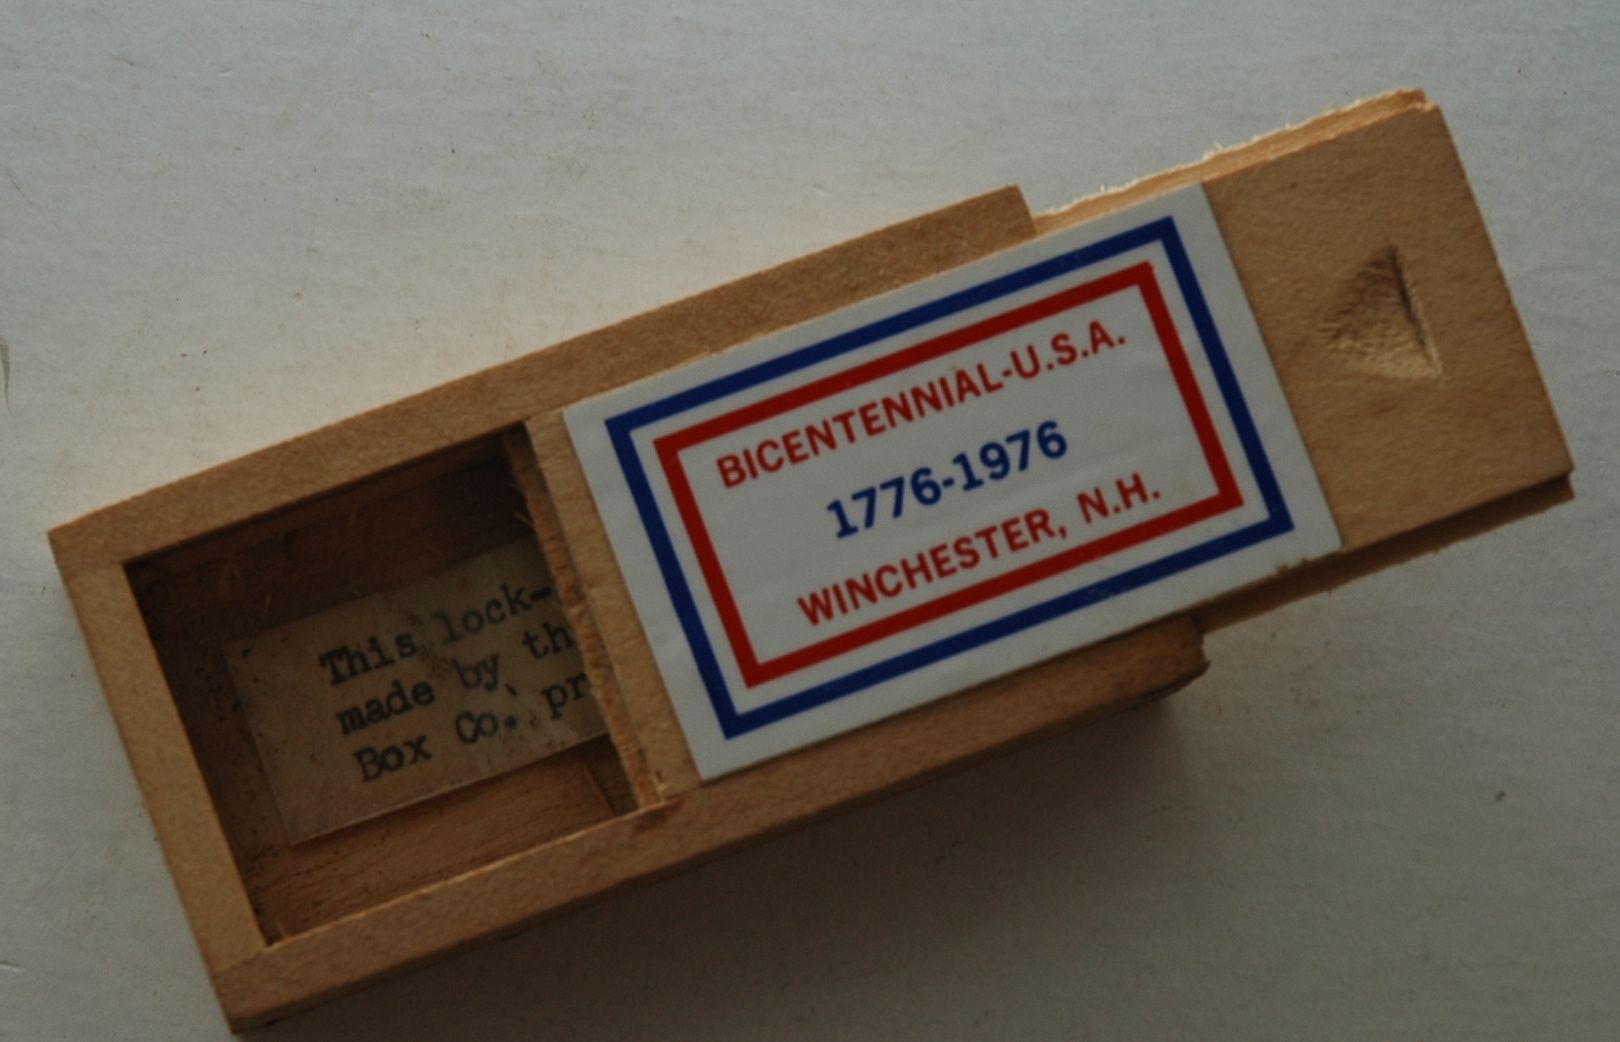 BICENTENNIAL-U.S.A.
1776-1976
WINCHESTER, N.H.
This lock-
made by th
Box Co. pr